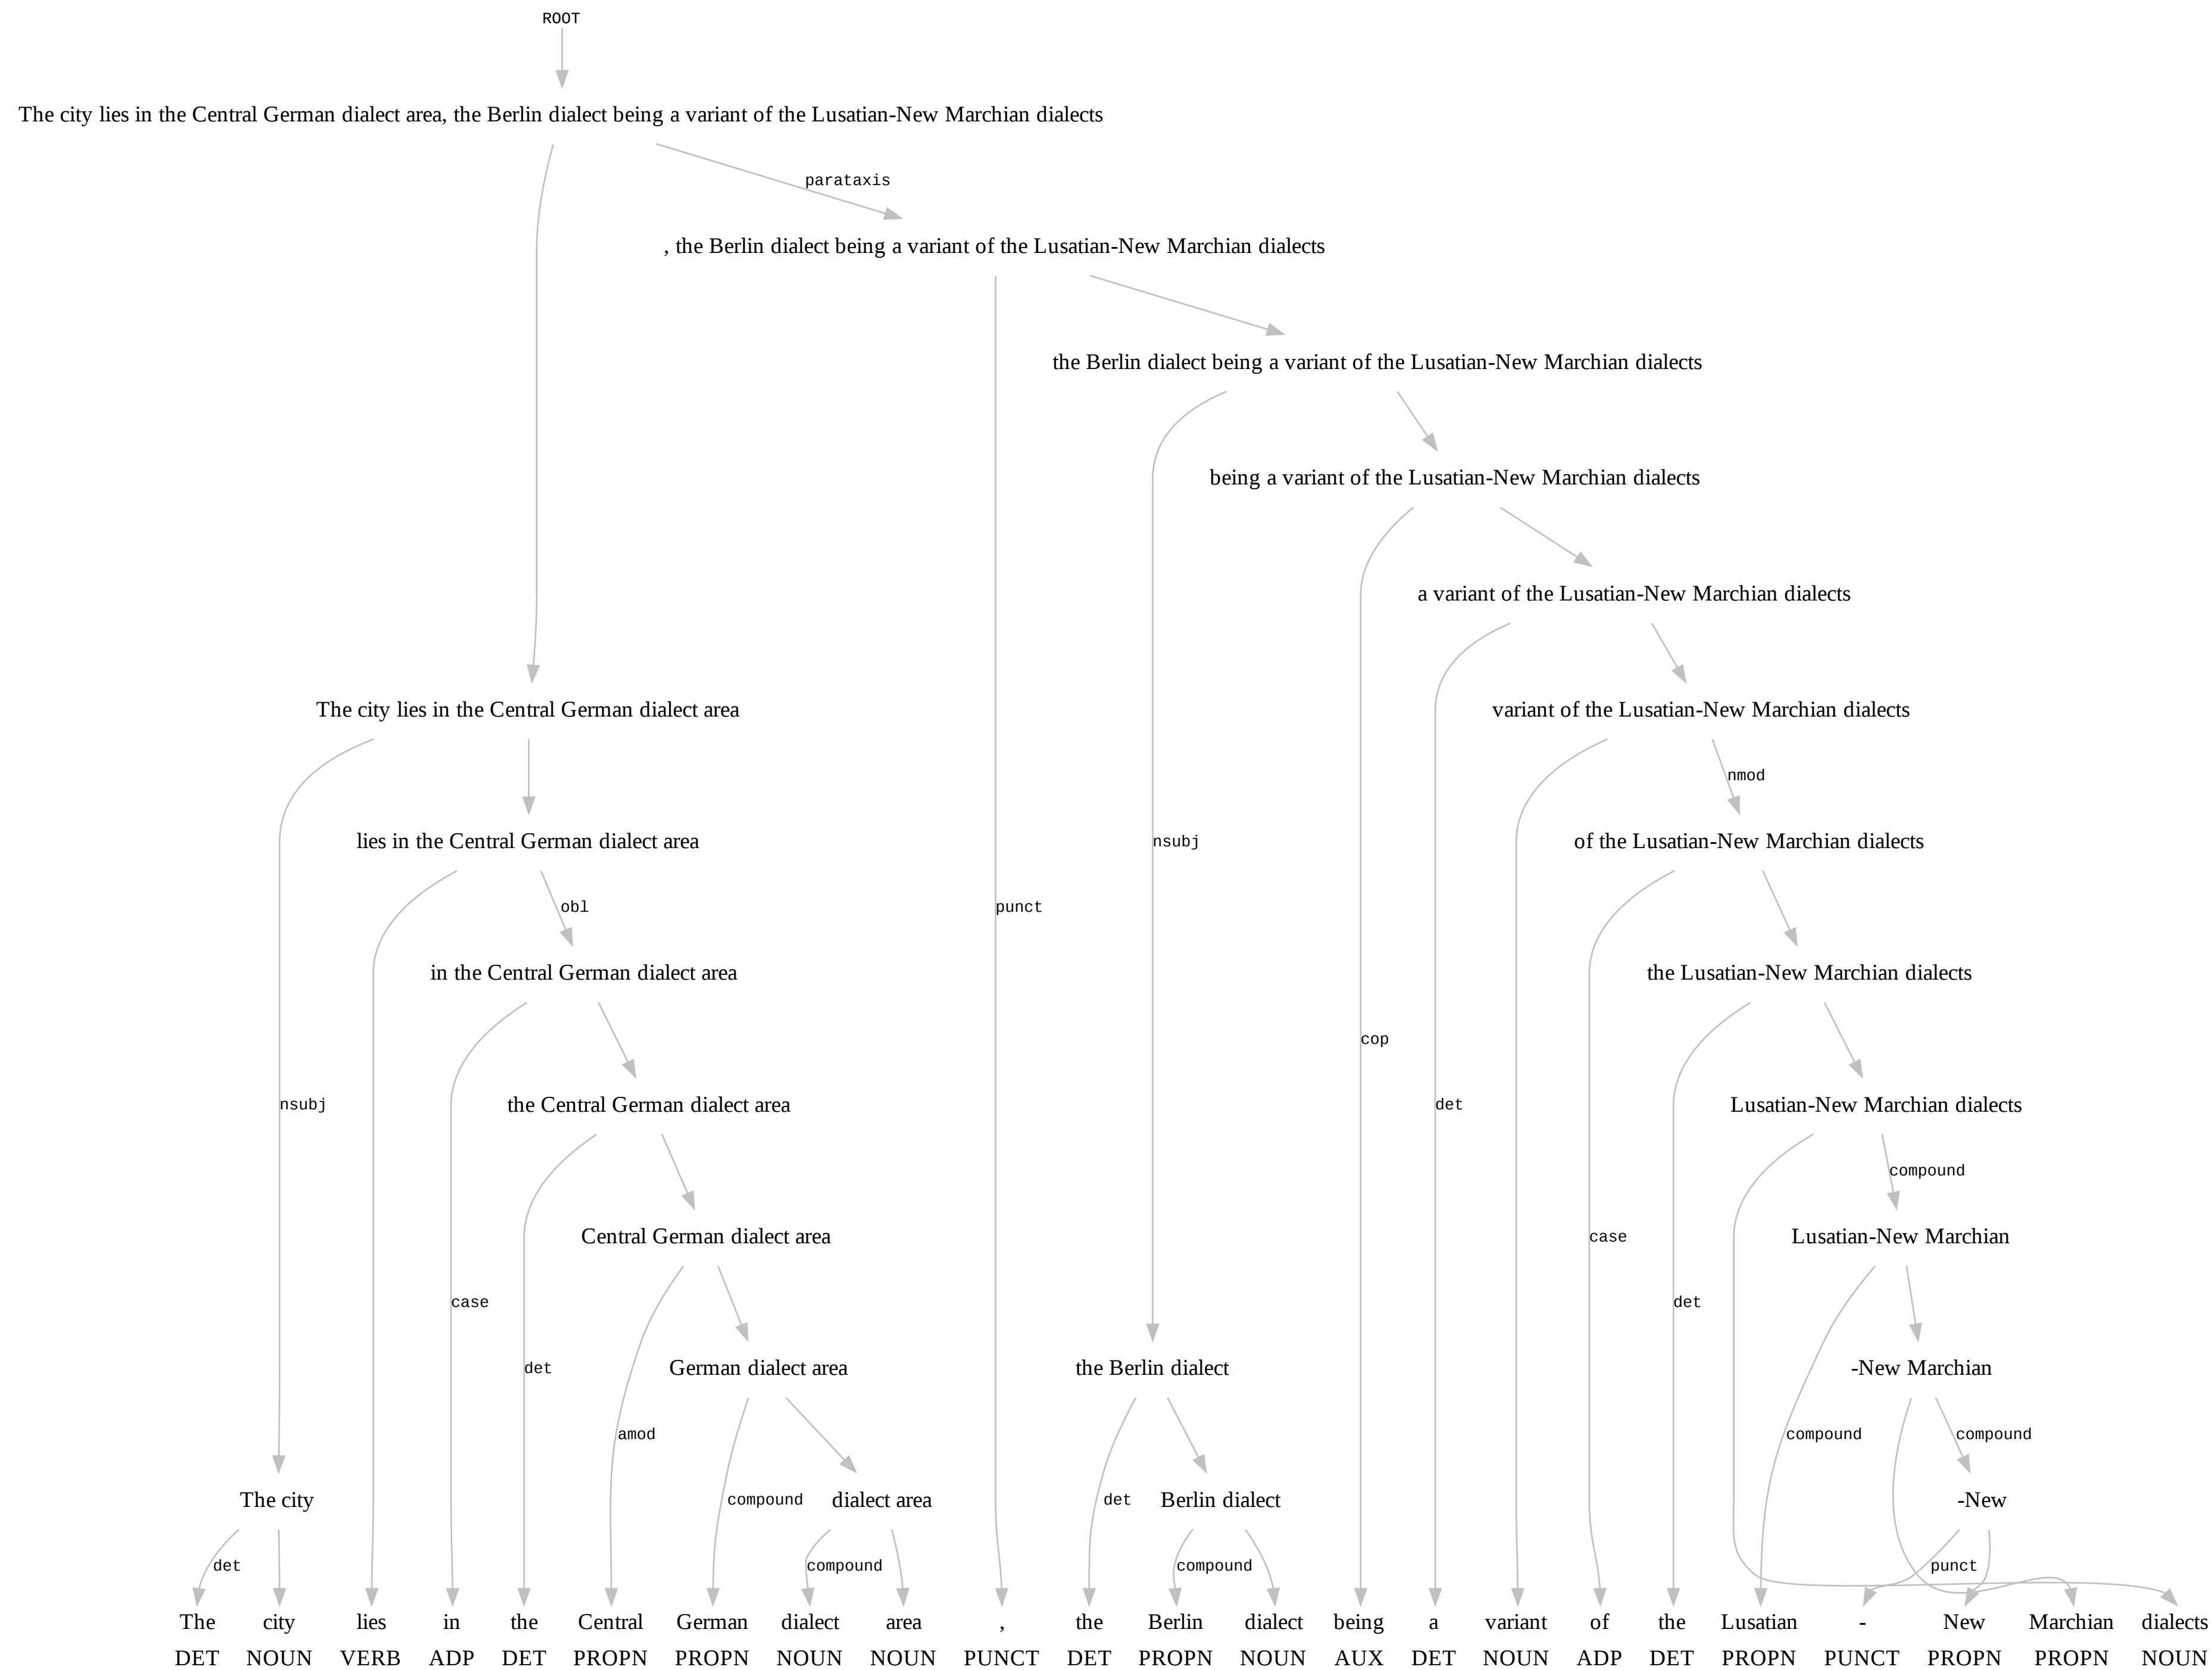 ROOT
The city lies in the Central German dialect area, the Berlin dialect being a variant of the Lusatian-New Marchian dialects
parataxis
, the Berlin dialect being a variant of the Lusatian-New Marchian dialects
the Berlin dialect being a variant of the Lusatian-New Marchian dialects
being a variant of the Lusatian-New Marchian dialects
a variant of the Lusatian-New Marchian dialects
The city lies in the Central German dialect area variant of the Lusatian-New Marchian dialects
nmod
lies in the Central German dialect area nsubj of the Lusatian-New Marchian dialects
obl punct
in the Central German dialect area the Lusatian-New Marchian dialects
cop
nsubj the Central German dialect area det Lusatian-New Marchian dialects
compound
Central German dialect area case Lusatian-New Marchian
case det
det German dialect area the Berlin dialect -New Marchian
amod compound compound
The city compound dialect area det Berlin dialect -New
det compound compound punct
The city lies in the Central German dialect area , the Berlin dialect being a variant of the Lusatian - New Marchian dialects
DET NOUN VERB ADP DET PROPN PROPN NOUN NOUN PUNCT DET PROPN NOUN AUX DET NOUN ADP DET PROPN PUNCT PROPN PROPN NOUN